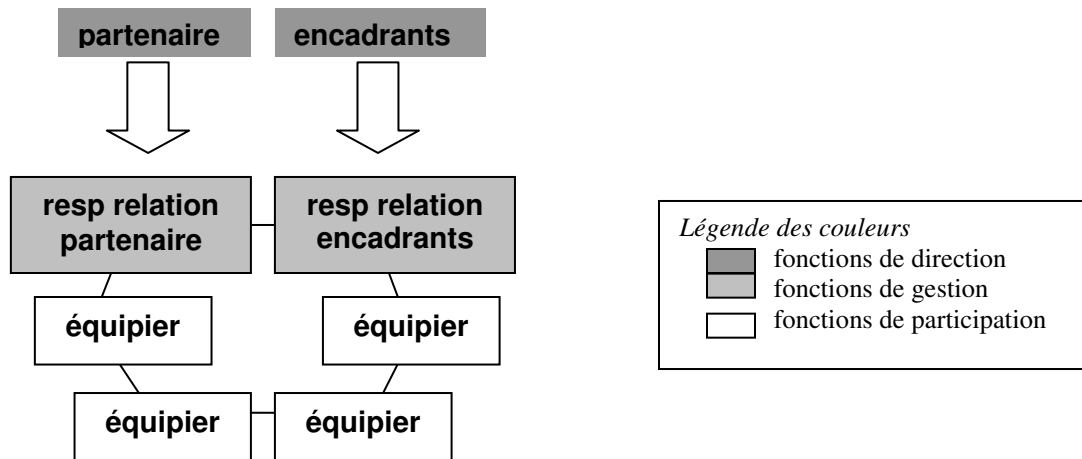 partenaire
encadrants
resp relation
partenaire
resp relation
encadrants
équipier
équipier
équipier
équipier
Légende des couleurs
fonctions de direction
fonctions de gestion
fonctions de participation